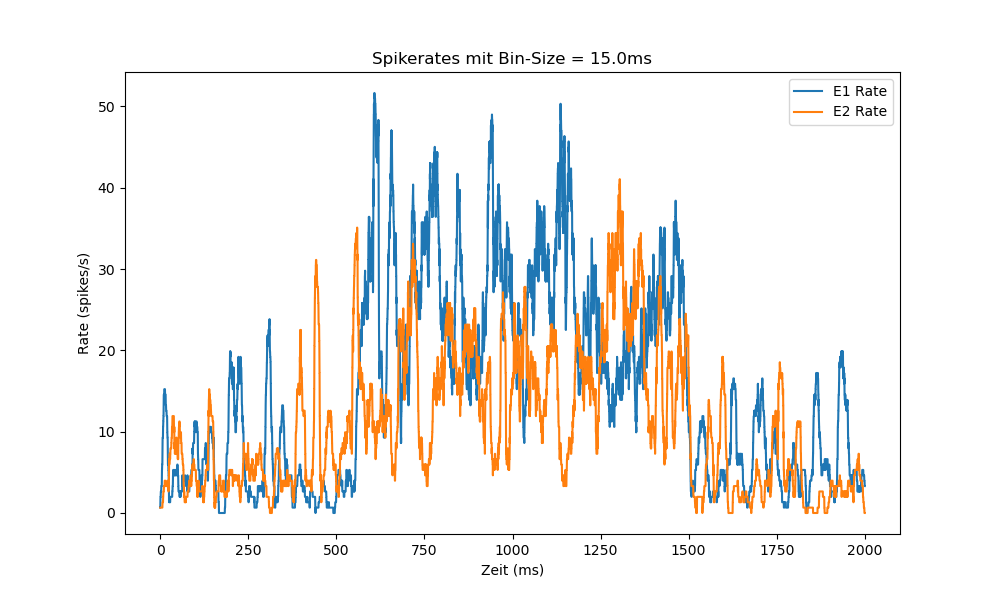 Spikerates mit Bin-Size = 15.0ms
E1 Rate
E2 Rate
50
40
30
20
10
0
Rate (spikes/s)
0 250 500 750 1000 1250 1500 1750 2000
Zeit (ms)